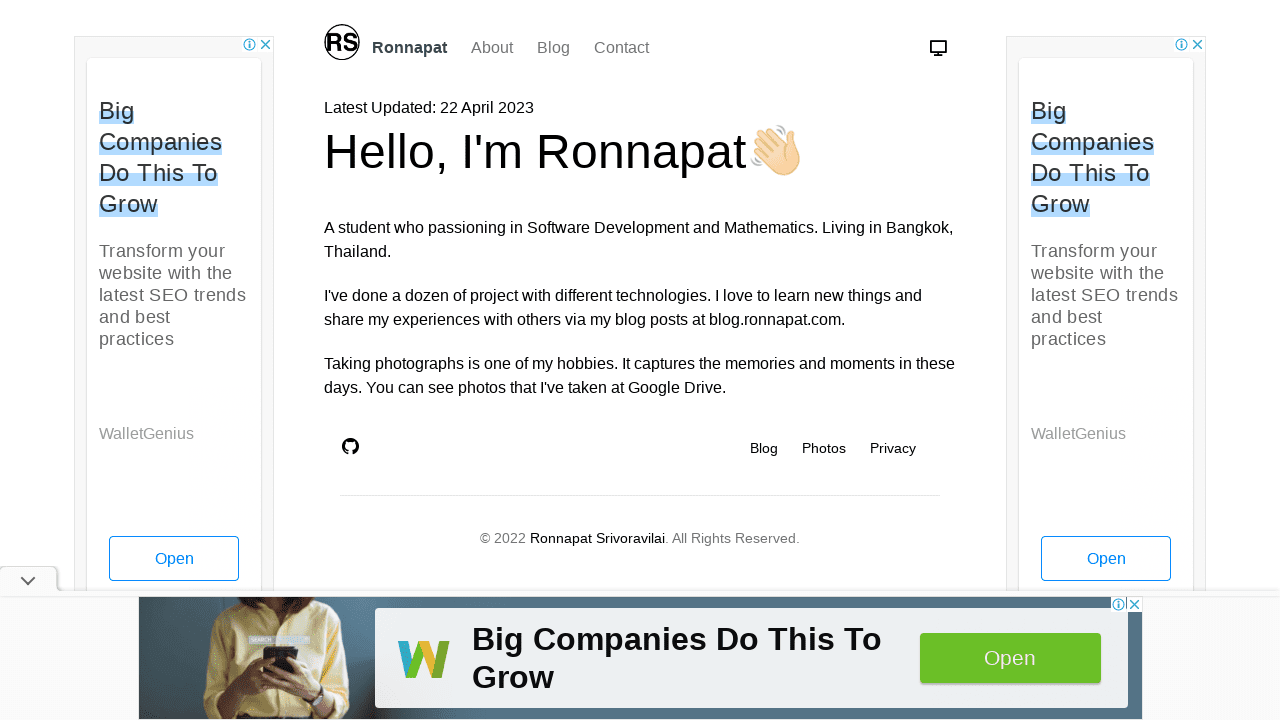 RS Ronnapat About Blog Contact
Latest Updated: 22 April 2023
Hello, I'm Ronnapat👋🏻
A student who passioning in Software Development and Mathematics. Living in Bangkok,
Thailand.
I've done a dozen of project with different technologies. I love to learn new things and
share my experiences with others via my blog posts at blog.ronnapat.com.
Taking photographs is one of my hobbies. It captures the memories and moments in these
days. You can see photos that I've taken at Google Drive.
Blog Photos Privacy
© 2022 Ronnapat Srivoravilai. All Rights Reserved.
Big
Companies
Do This To
Grow
Transform your
website with the
latest SEO trends
and best
practices
WalletGenius
Open
Big
Companies
Do This To
Grow
Transform your
website with the
latest SEO trends
and best
practices
WalletGenius
Open
SEARCH
Big Companies Do This To
Grow
Open